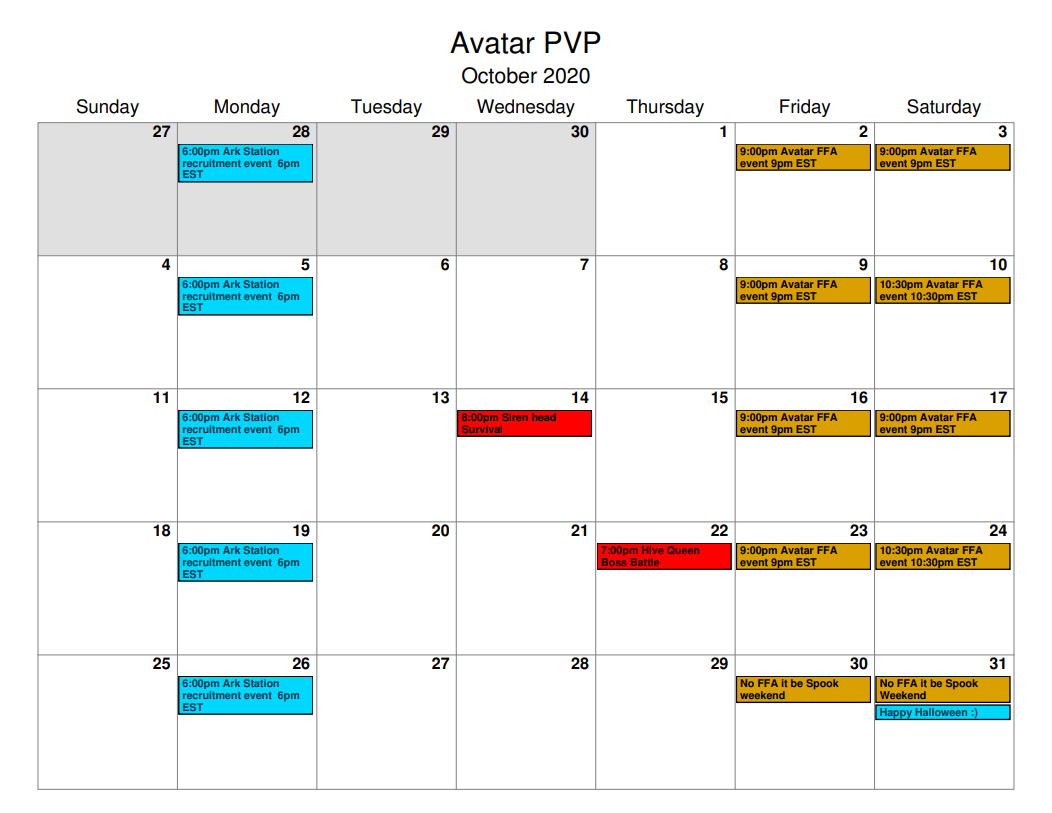 Avatar PVP
October 2020
Sunday Monday Tuesday Wednesday Thursday Friday Saturday
27 28 29 30 1 2 3
6:00pm Ark Station
recruitment event  6pm
EST
9:00pm Avatar FFA
event 9pm EST
9:00pm Avatar FFA
event 9pm EST
4 5 6 7 8 9 10
6:00pm Ark Station
recruitment event  6pm
EST
9:00pm Avatar FFA
event 9pm EST
10:30pm Avatar FFA
event 10:30pm EST
11 12 13 14 15 16 17
6:00pm Ark Station
recruitment event  6pm
EST
8:00pm Siren head
Survival
9:00pm Avatar FFA
event 9pm EST
9:00pm Avatar FFA
event 9pm EST
18 19 20 21 22 23 24
6:00pm Ark Station
recruitment event  6pm
EST
7:00pm Hive Queen
Boss Battle
9:00pm Avatar FFA
event 9pm EST
10:30pm Avatar FFA
event 10:30pm EST
25 26 27 28 29 30 31
6:00pm Ark Station
recruitment event  6pm
EST
No FFA it be Spook
weekend
No FFA it be Spook
Weekend
Happy Halloween :)